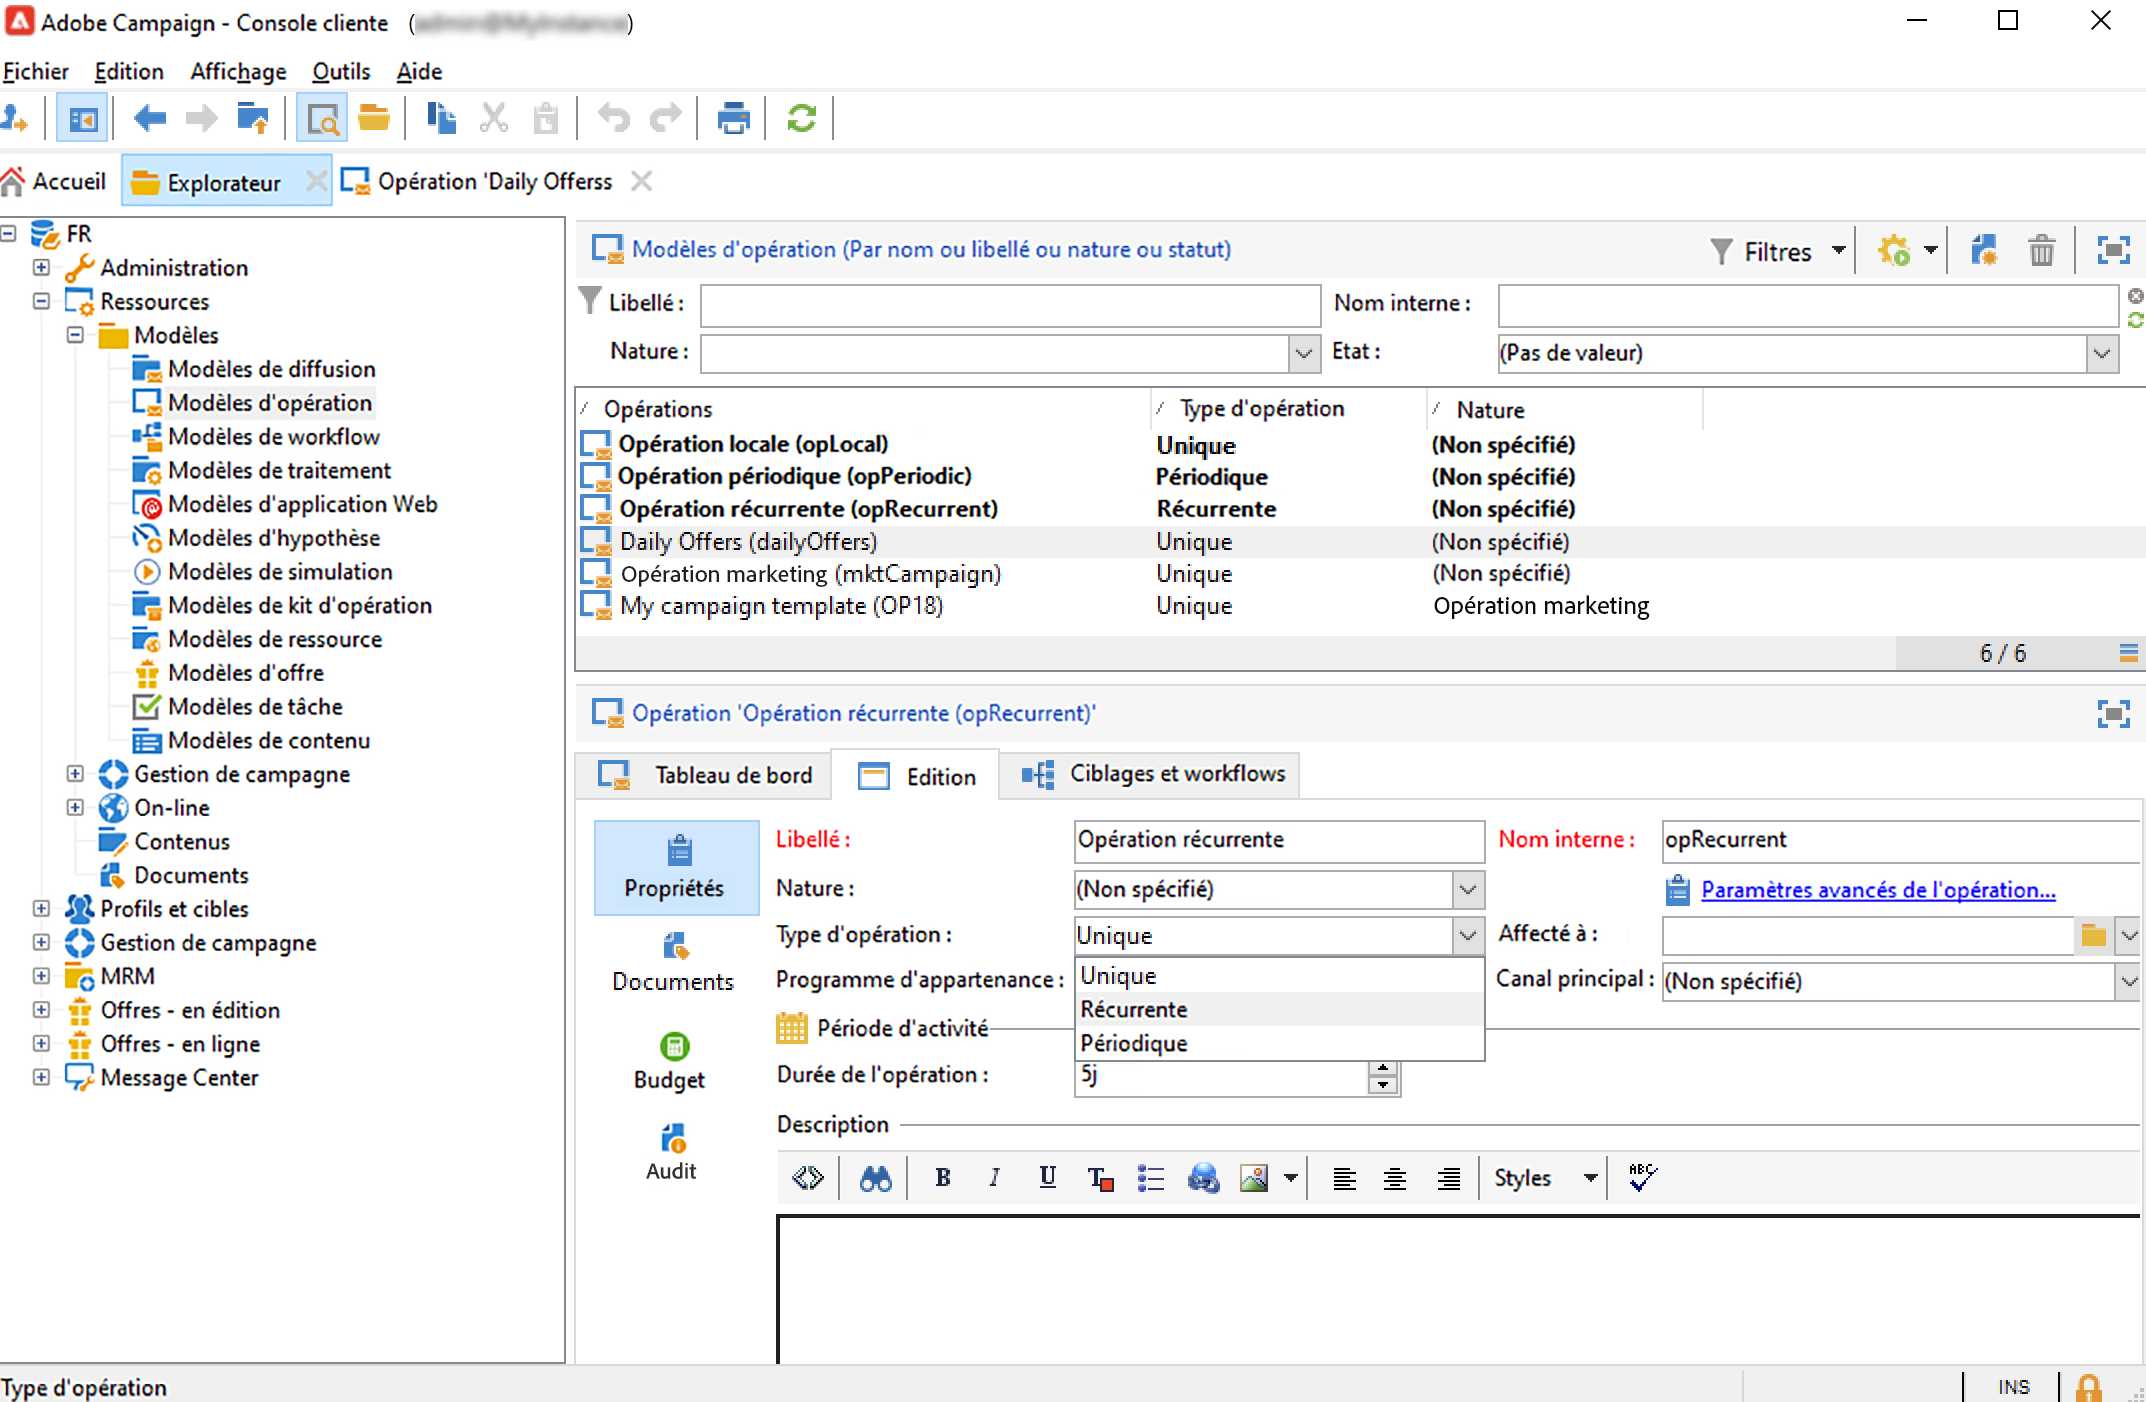 Adobe Campaign - Console cliente ( )
Fichier Edition Affichage Outils Aide
Accueil Explorateur Opération 'Daily Offerss
FR
Administration
Ressources
Modèles
Modèles de diffusion
Modèles d'opération
Modèles de workflow
Modèles de traitement
Modèles d'application Web
Modèles d'hypothèse
Modèles de simulation
Modèles de kit d'opération
Modèles de ressource
Modèles d'offre
Modèles de tâche
Modèles de contenu
Gestion de campagne
On-line
Contenus
Documents
Profils et cibles
Gestion de campagne
MRM
Offres - en édition
Offres - en ligne
Message Center
Modèles d'opération (Par nom ou libellé ou nature ou statut) Filtres
Libellé : Nom interne :
Nature : Etat : (Pas de valeur)
Opérations Type d'opération Nature
Opération locale (opLocal) Unique (Non spécifié)
Opération périodique (opPeriodic) Périodique (Non spécifié)
Opération récurrente (opRecurrent) Récurrente (Non spécifié)
Daily Offers (dailyOffers) Unique (Non spécifié)
Opération marketing (mktCampaign) Unique (Non spécifié)
My campaign template (OP18) Unique Opération marketing
6 / 6
Opération 'Opération récurrente (opRecurrent)'
Tableau de bord Edition Ciblages et workflows
Propriétés
Documents
Budget
Audit
Libellé : Opération récurrente Nom interne : opRecurrent
Nature : (Non spécifié) Paramètres avancés de l'opération...
Type d'opération : Unique Affecté à :
Programme d'appartenance : Unique Canal principal : (Non spécifié)
Récurrente
Période d'activité Périodique
Durée de l'opération : 5j
Description
B I U T Styles ABC
Type d'opération INS